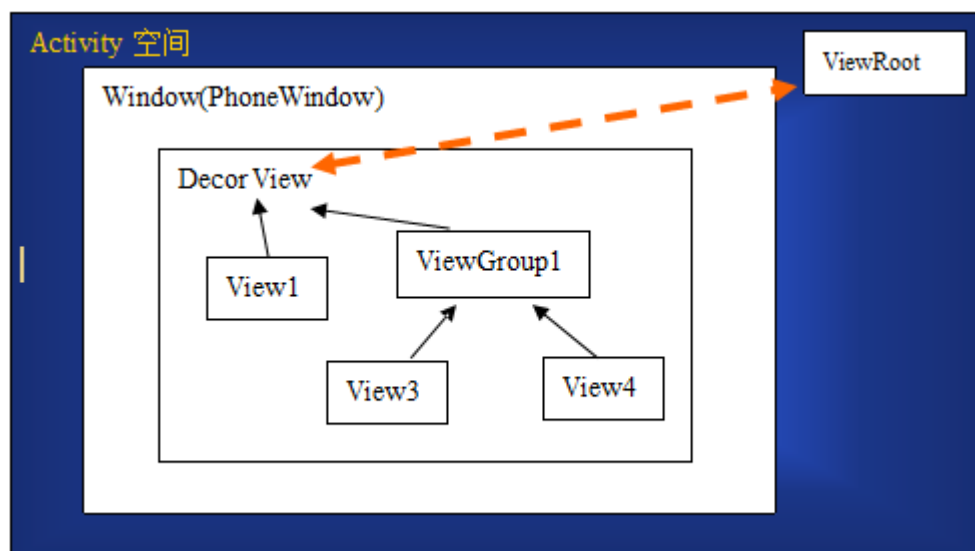 Activity 空间
ViewRoot
Window(PhoneWindow)
Decor View
ViewGroup1
View1
View3
View4